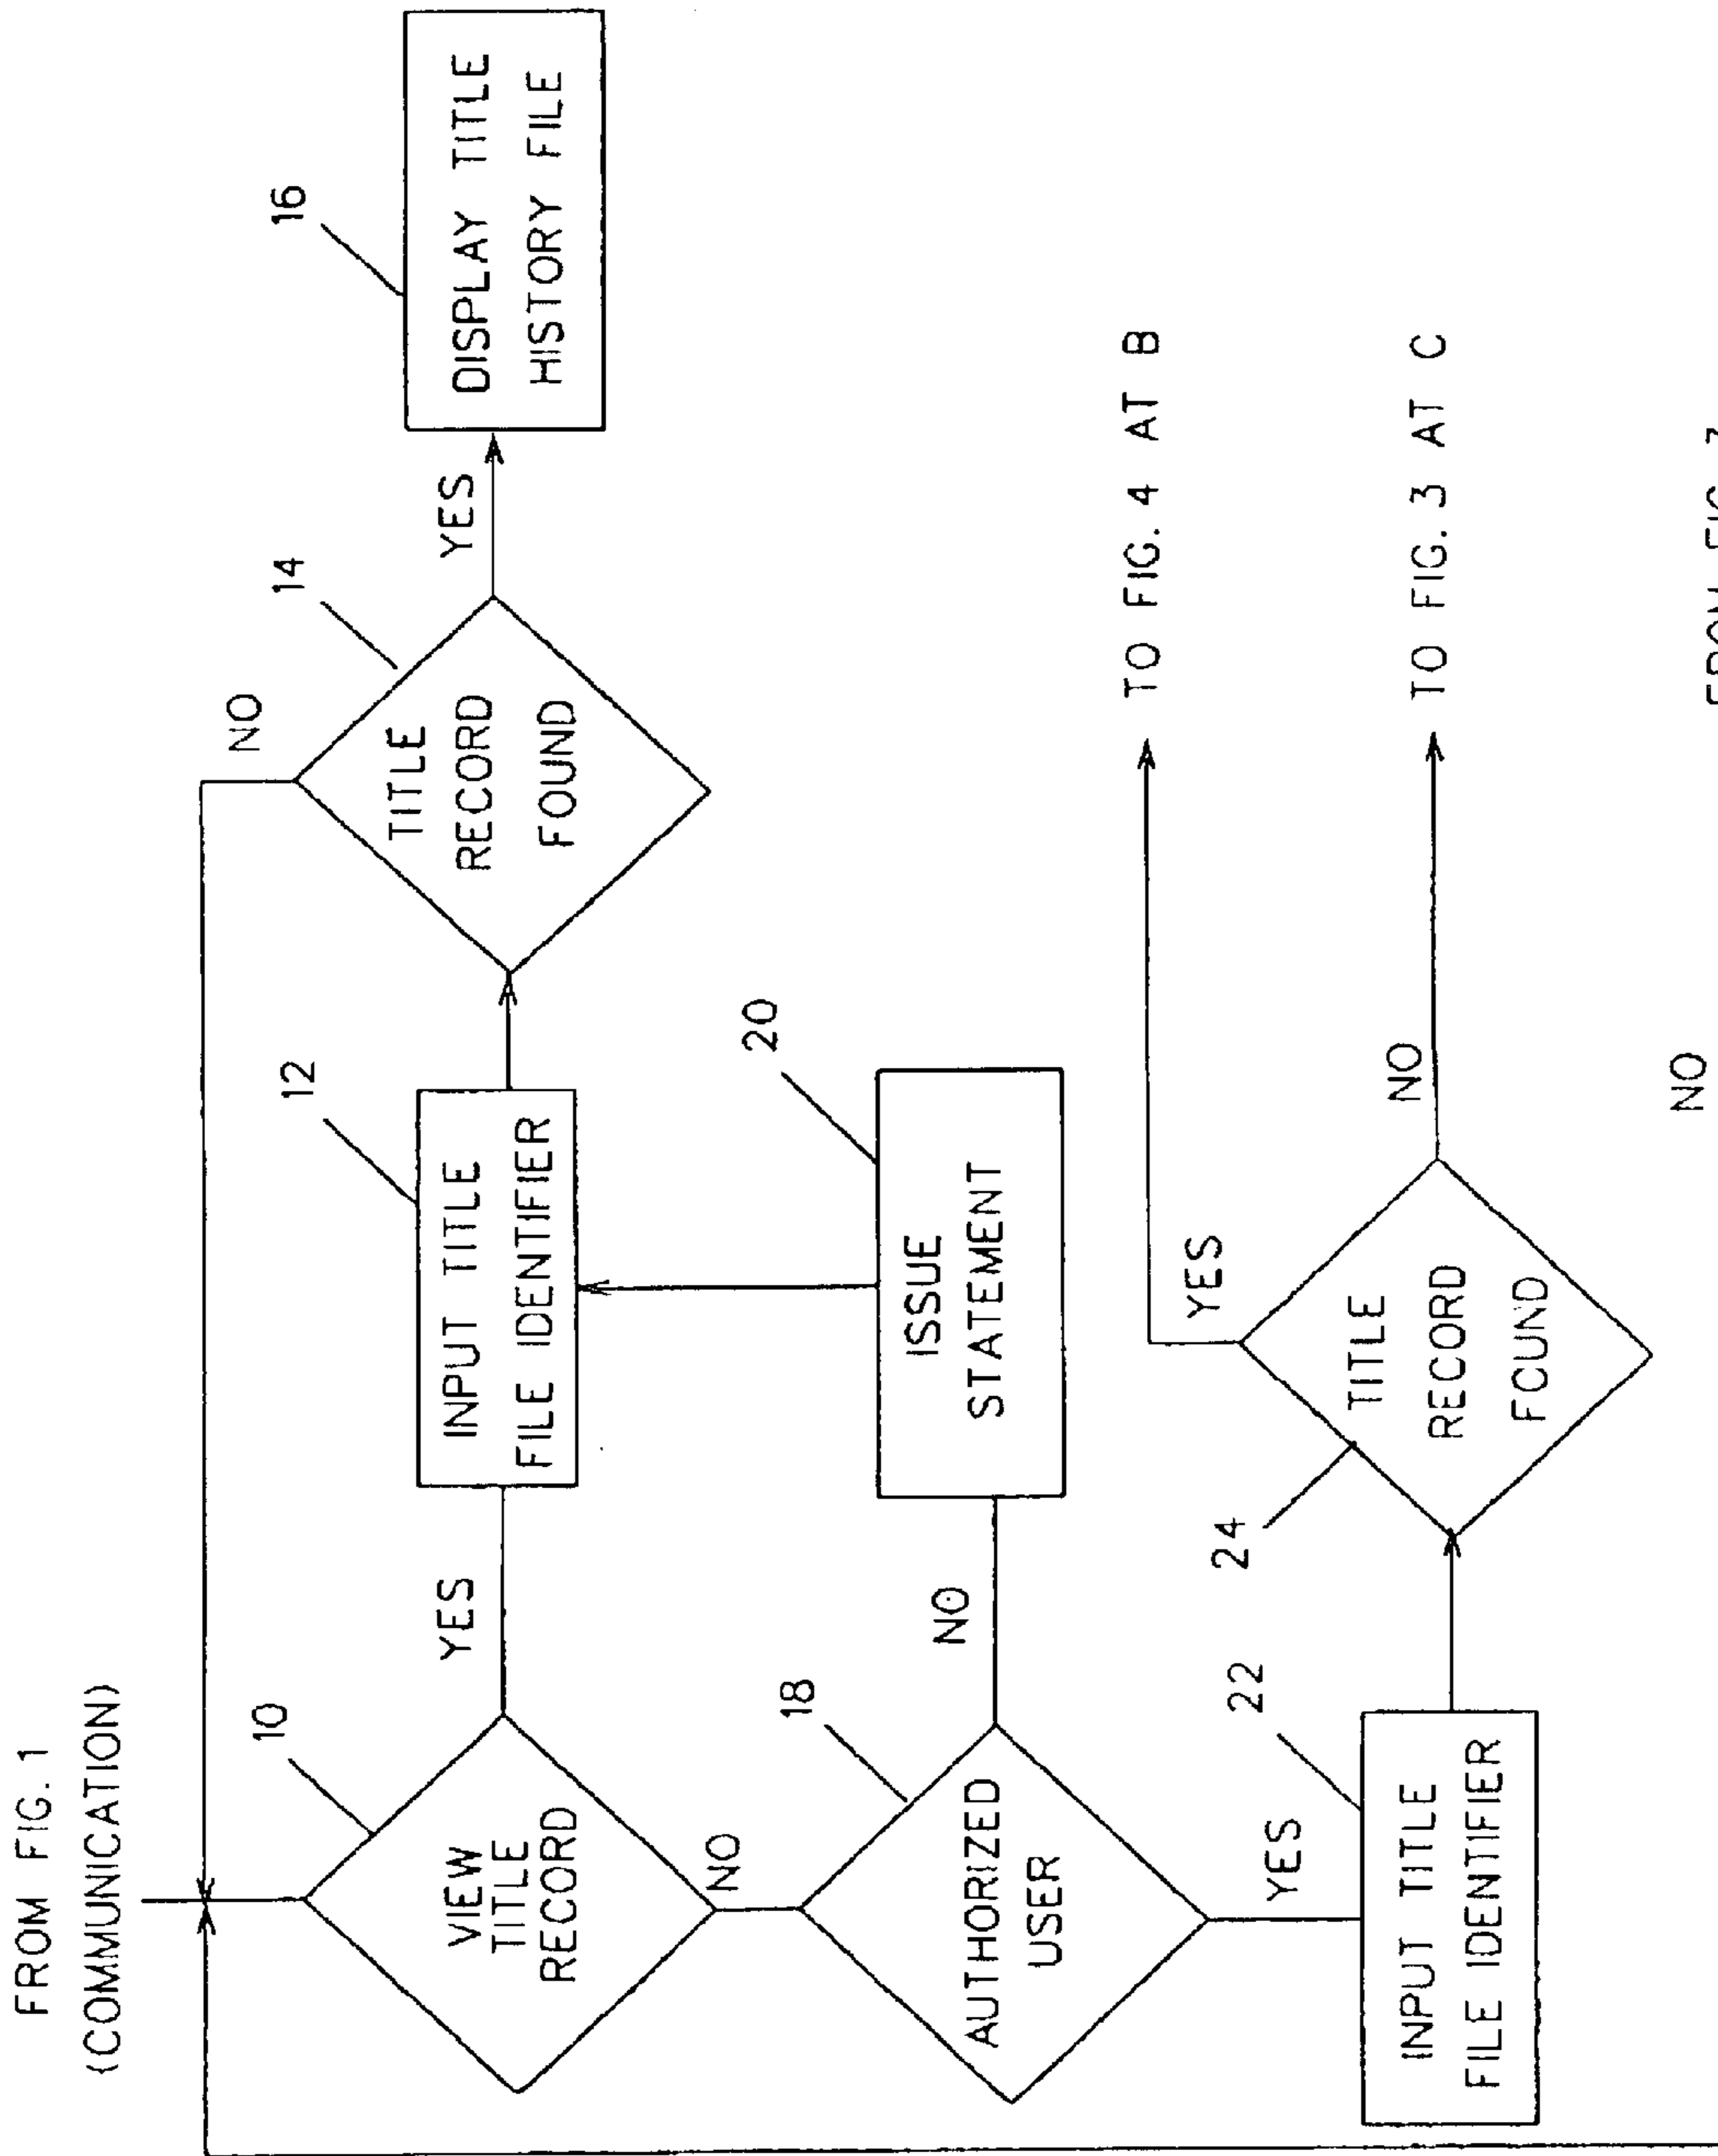 FROM FIG. 1
(COMMUNICATION)
10
VIEW
TITLE
RECORD
YES
NO
12
INPUT TITLE
FILE IDENTIFIER
14
TITLE
RECORD
FOUND
NO
YES
16
DISPLAY TITLE
HISTORY FILE
18
AUTHORIZED
USER
NO
YES
20
ISSUE
STATEMENT
22
INPUT TITLE
FILE IDENTIFIER
24
TITLE
RECORD
FOUND
YES
TO FIG. 4 AT B
NO
TO FIG. 3 AT C
NO
FROM FIG.